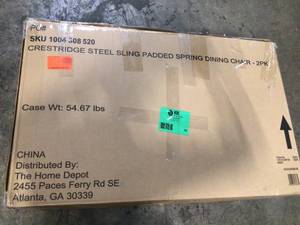 SKU 1004 308 520
CRESTRIDGE STEEL SLING PADDED SPRING DINING CHAIR - 2PK
Case Wt: 54.67 lbs
CHINA
Distributed By:
The Home Depot
2455 Paces Ferry Rd SE
Atlanta, GA 30339